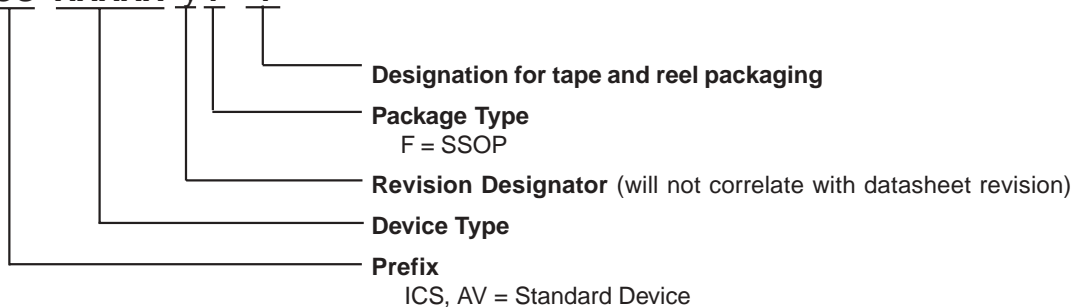 Designation for tape and reel packaging
Package Type
F = SSOP
Revision Designator (will not correlate with datasheet revision)
Device Type
Prefix
ICS, AV = Standard Device